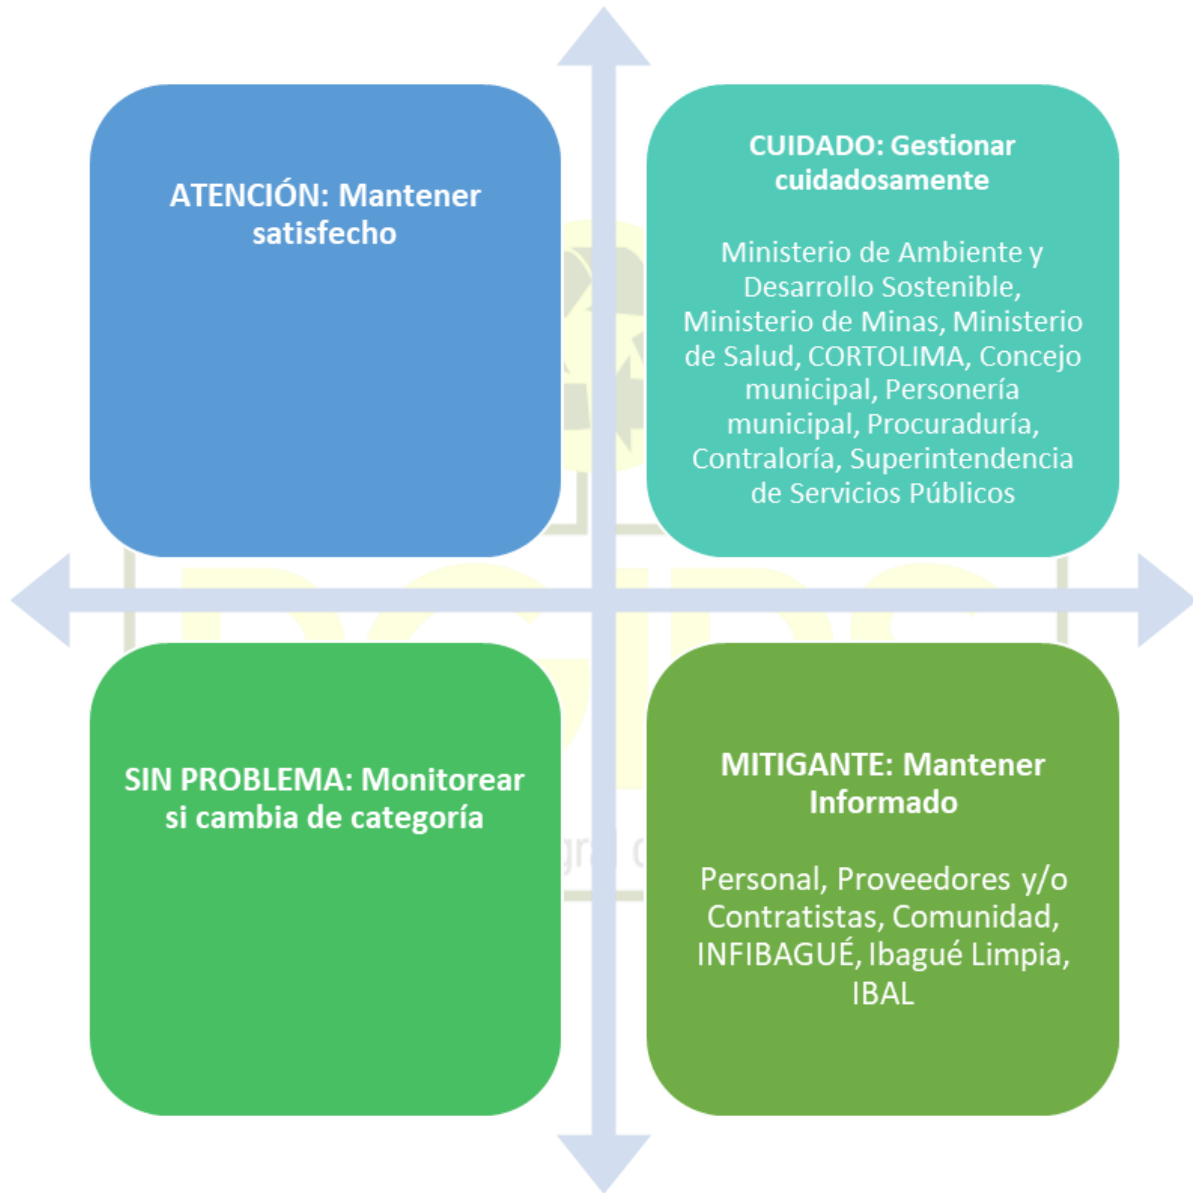 ATENCIÓN: Mantener
satisfecho
CUIDADO: Gestionar
cuidadosamente
Ministerio de Ambiente y
Desarrollo Sostenible,
Ministerio de Minas, Ministerio
de Salud, CORTOLIMA, Concejo
municipal, Personería
municipal, Procuraduría,
Contraloría, Superintendencia
de Servicios Públicos
SIN PROBLEMA: Monitorear
si cambia de categoría
MITIGANTE: Mantener
Informado
Personal, Proveedores y/o
Contratistas, Comunidad,
INFIBAGUÉ, Ibagué Limpia,
IBAL